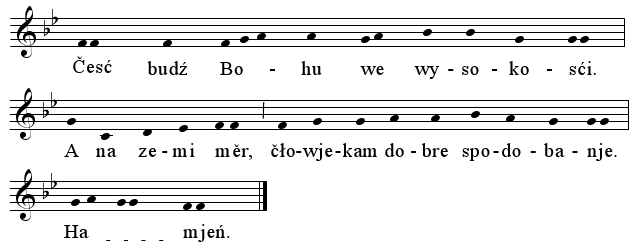 Česć budź Bo - hu we wy - so - ko - sći.
A na ze - mi měr, čło - wje - kam do - bre spo - do - ba - nje.
Ha _ _ _ _ mjeń.